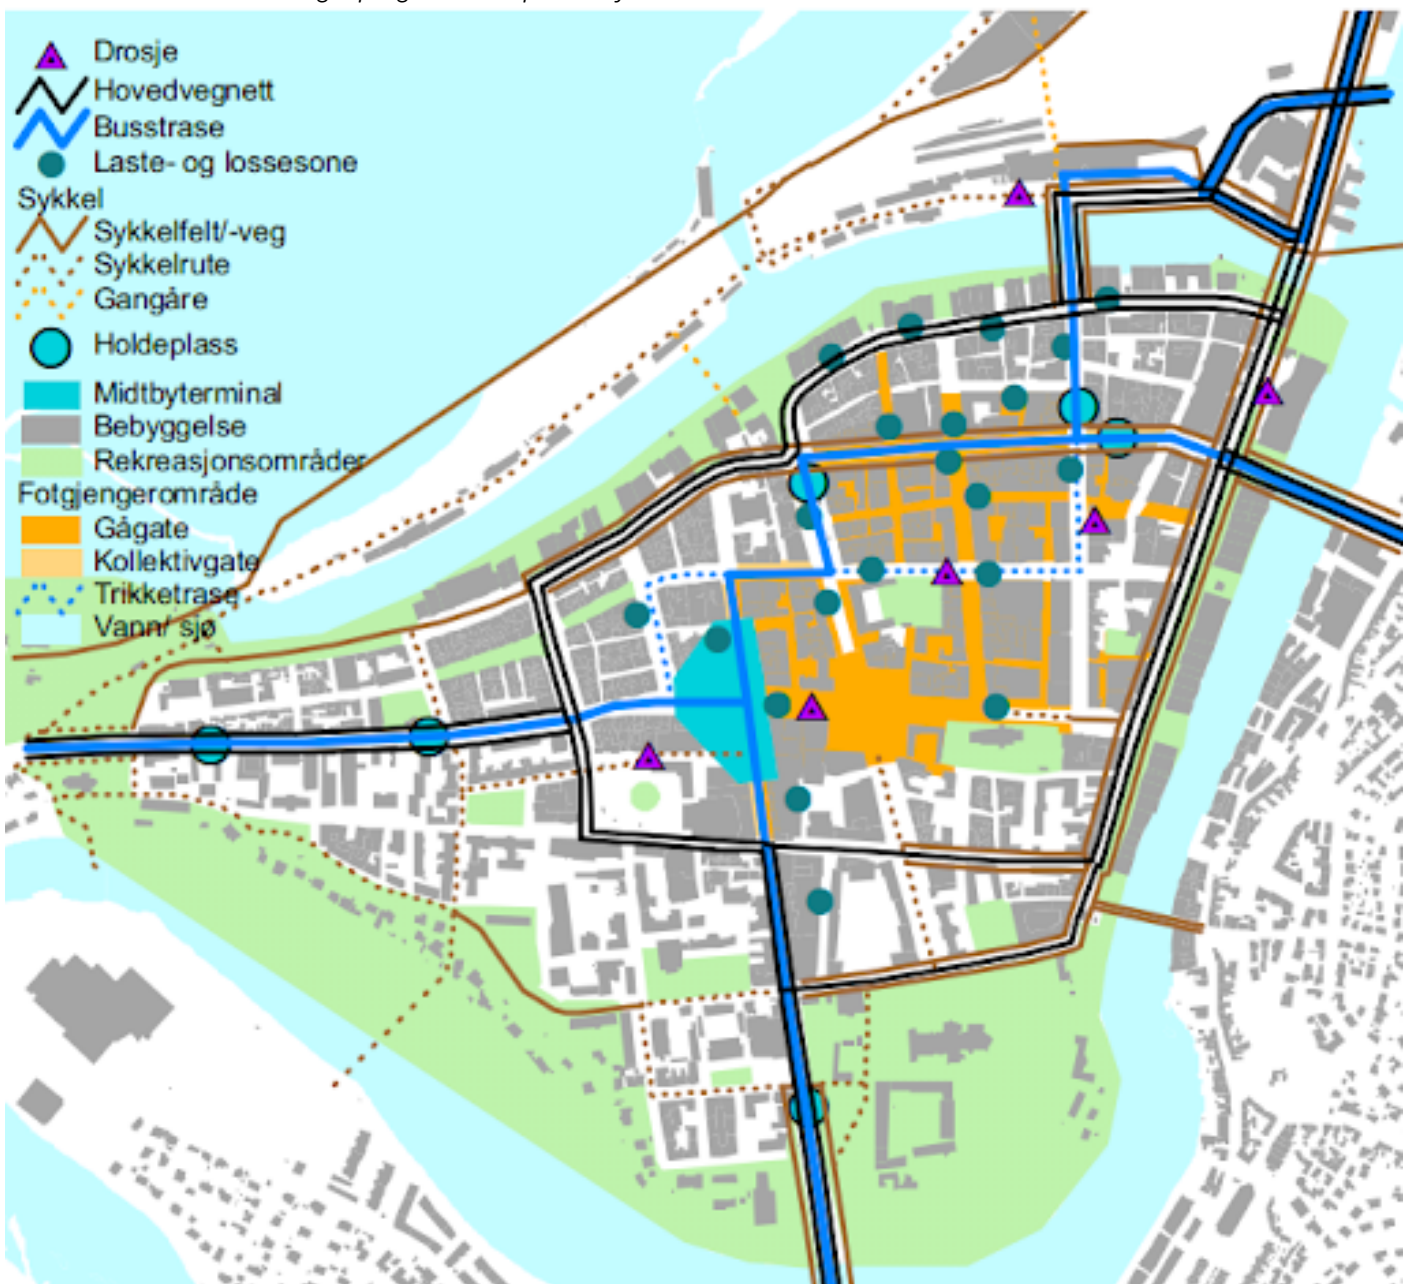 Drosje
Hovedvegnett
Busstrase
Laste- og lossesone
Sykkel
Sykkelfelt/-veg
Sykkelrute
Gangåre
Holdeplass
Midtbyterminal
Bebyggelse
Rekreasjonsområder
Fotgjengerområde
Gågate
Kollektivgate
Trikketrase
Vann/ sjø